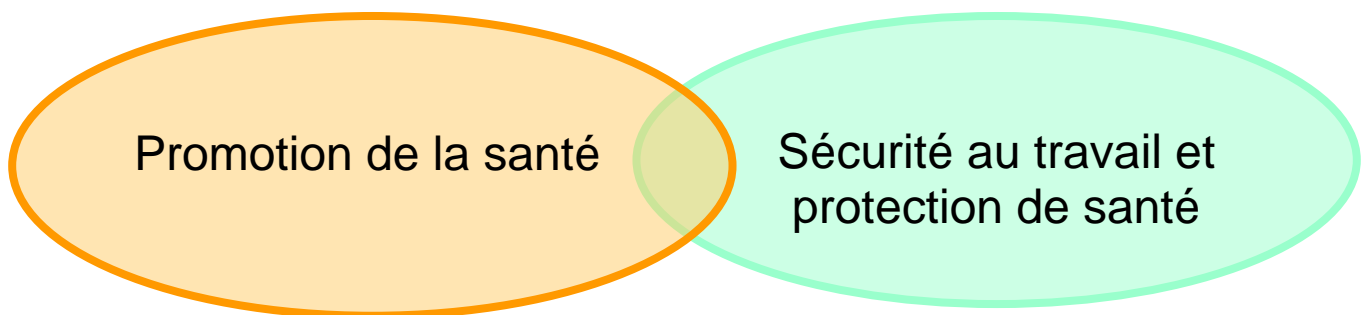 Promotion de la santé
Sécurité au travail et
protection de santé